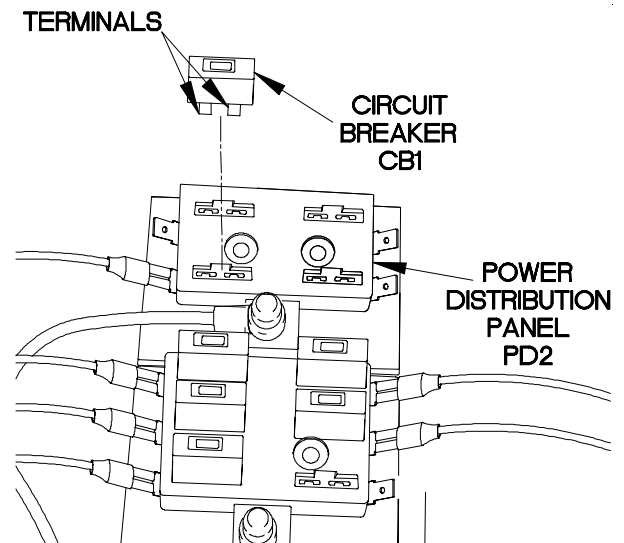 TERMINALS
CIRCUIT
BREAKER
CB1
POWER
DISTRIBUTION
PANEL
PD2